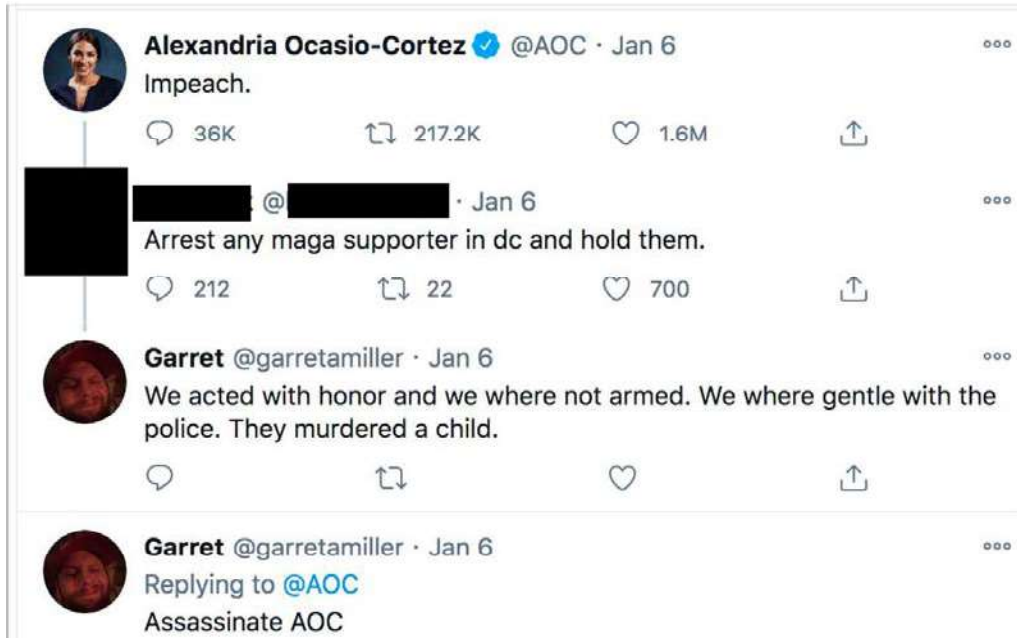 Alexandria Ocasio-Cortez @AOC · Jan 6
Impeach.
36K 217.2K 1.6M
@ · Jan 6
Arrest any maga supporter in dc and hold them.
212 22 700
Garret @garretamiller · Jan 6
We acted with honor and we where not armed. We where gentle with the
police. They murdered a child.
Garret @garretamiller · Jan 6
Replying to @AOC
Assassinate AOC